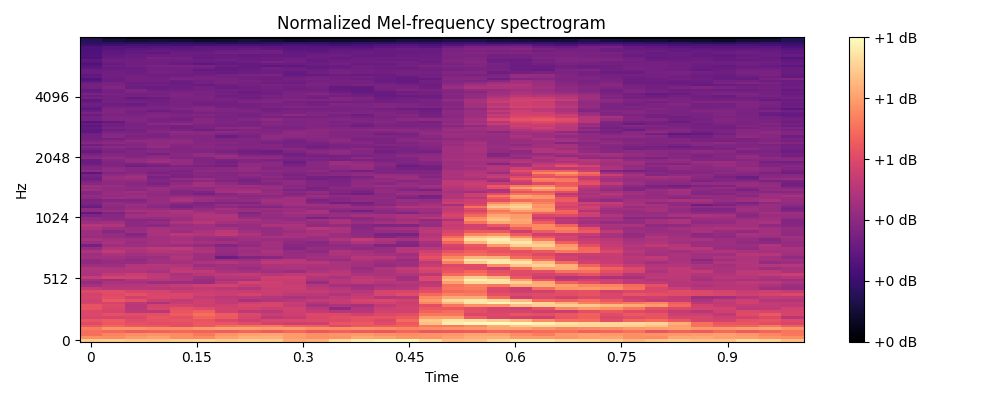 Normalized Mel-frequency spectrogram
Hz
4096
2048
1024
512
0
0 0.15 0.3 0.45 0.6 0.75 0.9
Time
+1 dB
+1 dB
+1 dB
+0 dB
+0 dB
+0 dB